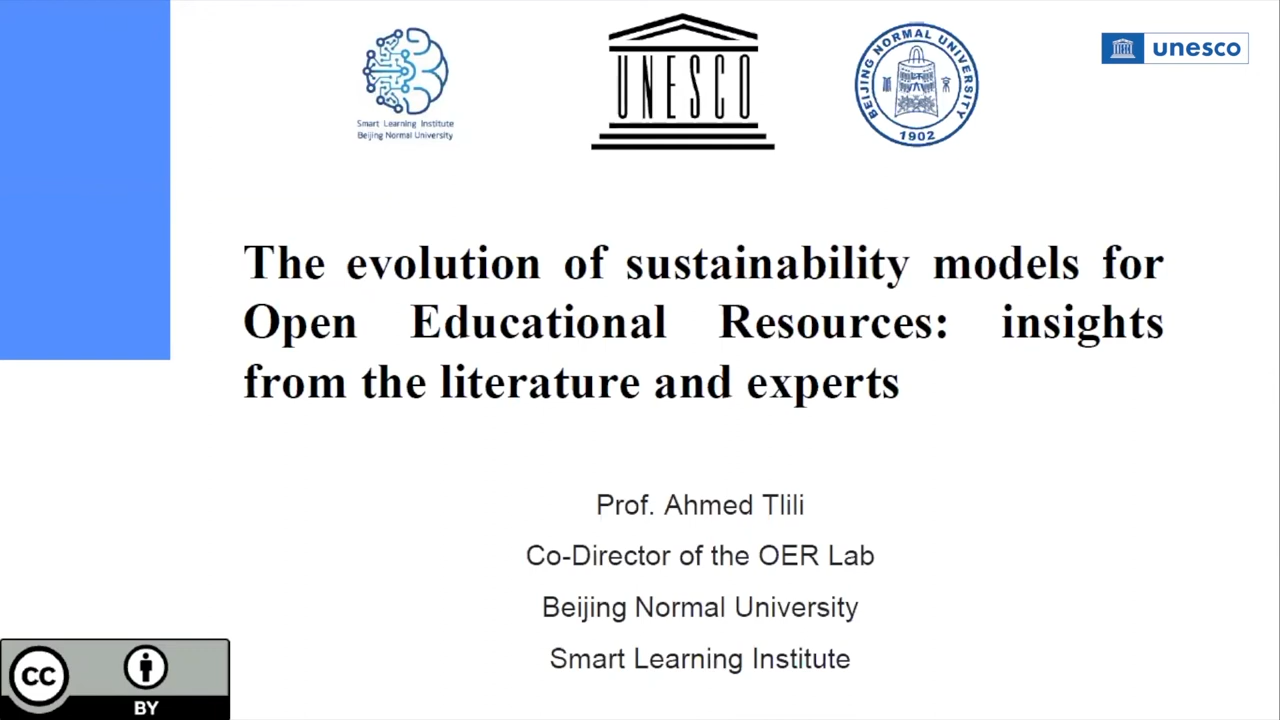 Smart Learning Institute
Beijing Normal University
UNESCO
BEIJING NORMAL UNIVERSITY
1902
unesco
The evolution of sustainability models for
Open Educational Resources: insights
from the literature and experts
Prof. Ahmed Tlili
Co-Director of the OER Lab
Beijing Normal University
Smart Learning Institute
CC
BY